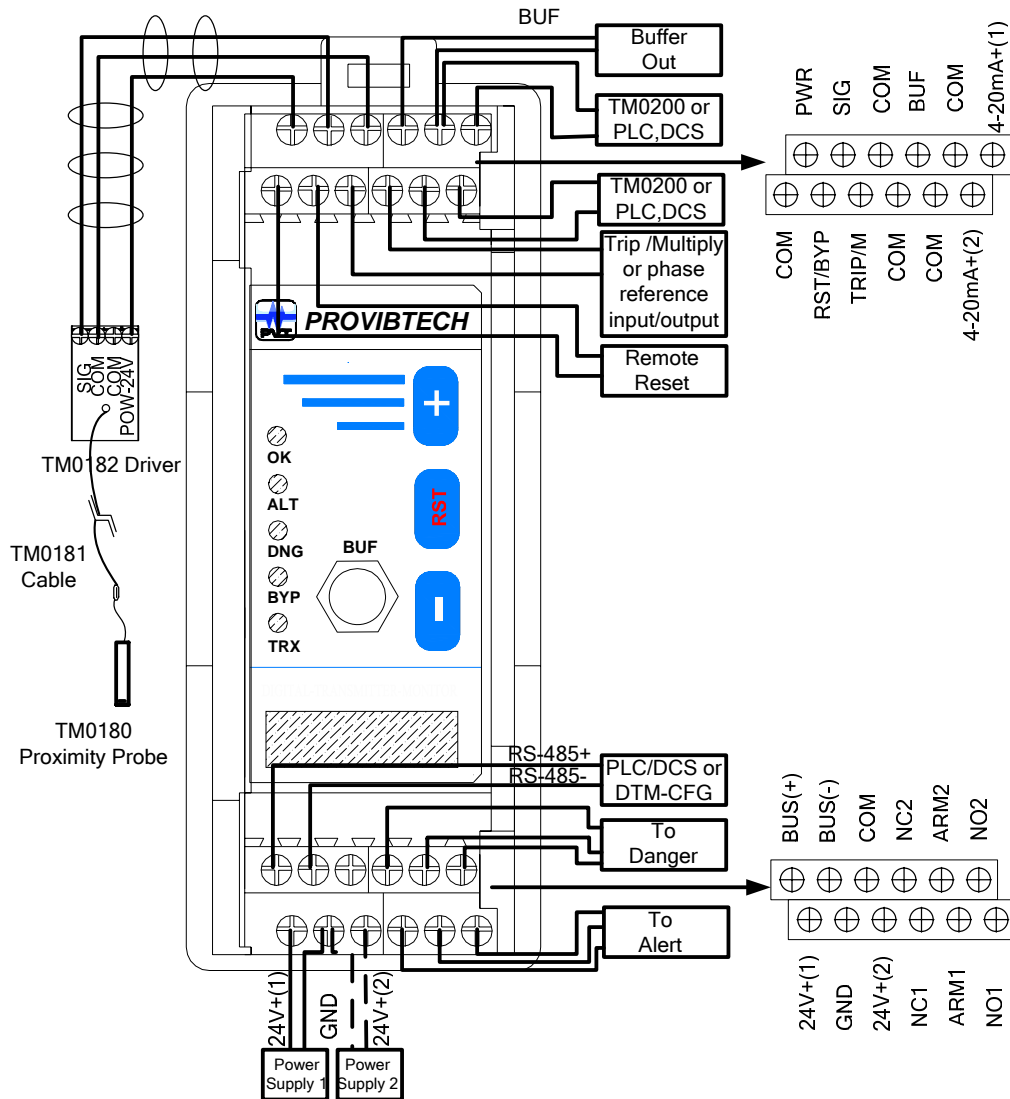 BUF
Buffer
Out
TM0200 or
PLC,DCS
TM0200 or
PLC,DCS
Trip /Multiply
or phase
reference
input/output
Remote
Reset
PWR
SIG
COM
BUF
COM
4-20mA+(1)
COM
RST/BYP
TRIP/M
COM
COM
4-20mA+(2)
SIG
COM
COM
POW-24V
TM0182 Driver
TM0181
Cable
TM0180
Proximity Probe
PVT
PROVIBTECH
+
RST
-
OK
ALT
DNG
BYP
TRX
BUF
RS-485+
RS-485-
PLC/DCS or
DTM-CFG
To
Danger
To
Alert
24V+(1)
GND
24V+(2)
Power
Supply 1
Power
Supply 2
BUS(+)
BUS(-)
COM
NC2
ARM2
NO2
24V+(1)
GND
24V+(2)
NC1
ARM1
NO1